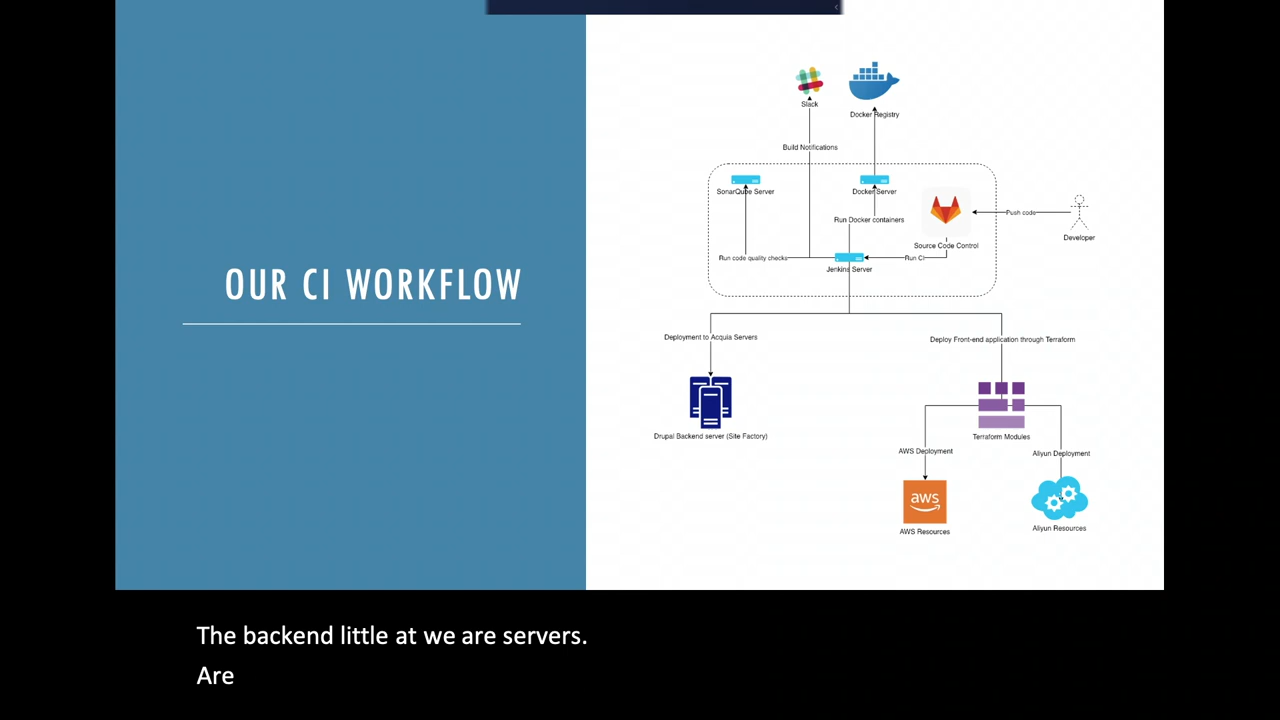 OUR CI WORKFLOW
Slack
Docker Registry
Build Notifications
SonarQube Server
Docker Server
Run Docker containers
Push code
Developer
Source Code Control
Run code quality checks
Run CI
Jenkins Server
Deployment to Acquia Servers
Deploy Front-end application through Terraform
Drupal Backend server (Site Factory)
Terraform Modules
AWS Deployment
Aliyun Deployment
aws
AWS Resources
Aliyun Resources
The backend little at we are servers.
Are